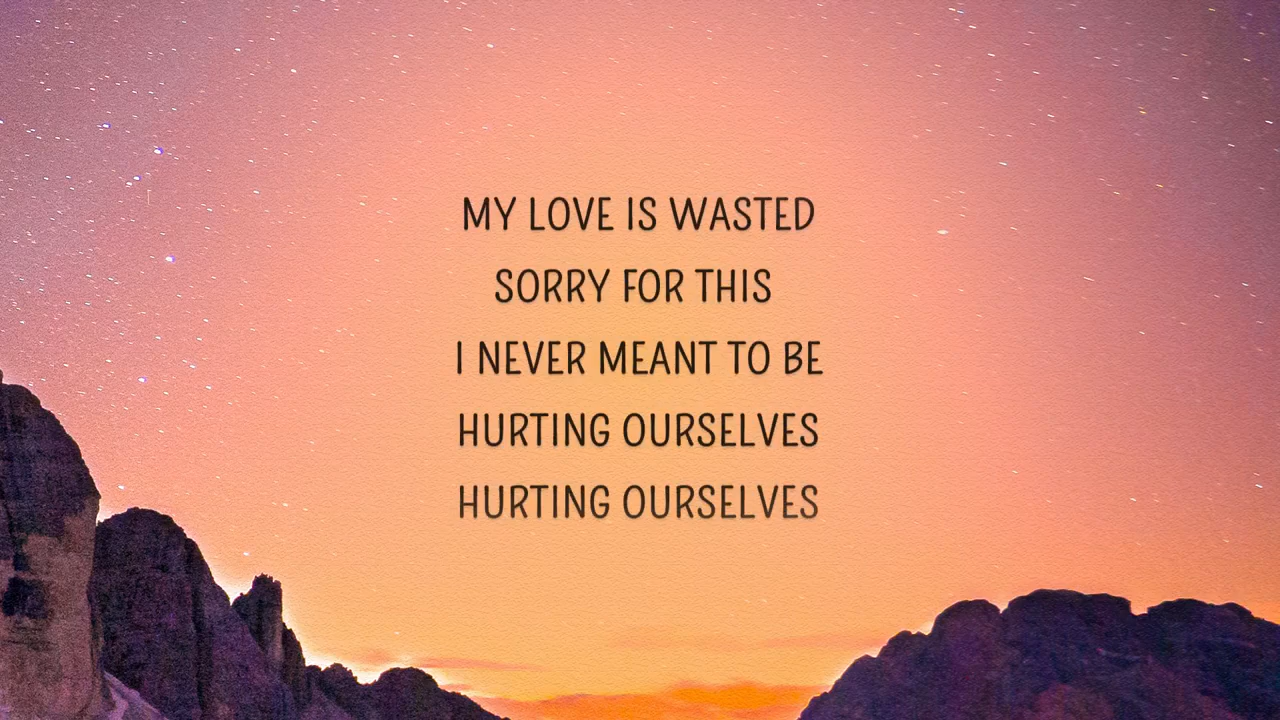 MY LOVE IS WASTED
SORRY FOR THIS
I NEVER MEANT TO BE
HURTING OURSELVES
HURTING OURSELVES